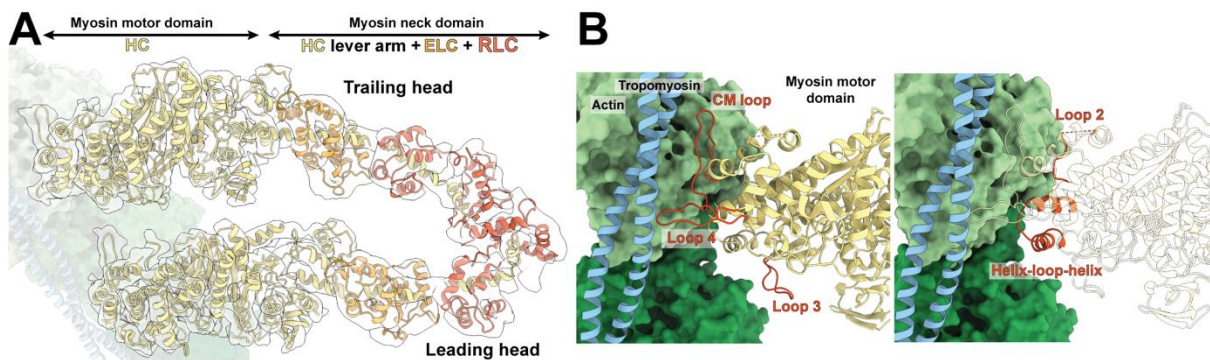 A
Myosin motor domain
HC
Myosin neck domain
HC lever arm + ELC + RLC
Trailing head
Leading head
B
Tropomyosin
Actin
CM loop
Myosin motor
domain
Loop 4
Loop 3
Loop 2
Helix-loop-helix